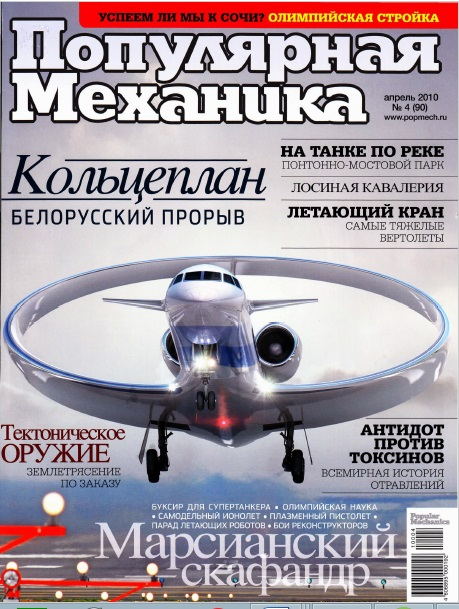 УСПЕЕМ ЛИ МЫ К СОЧИ? ОЛИМПИЙСКАЯ СТРОЙКА
Популярная
Механика
апрель 2010
№ 4 (90)
www.popmech.ru
Кольцеплан
БЕЛОРУССКИЙ ПРОРЫВ
НА ТАНКЕ ПО РЕКЕ
ПОНТОННО-МОСТОВОЙ ПАРК
ЛОСИНАЯ КАВАЛЕРИЯ
ЛЕТАЮЩИЙ КРАН
САМЫЕ ТЯЖЕЛЫЕ
ВЕРТОЛЕТЫ
Тектоническое
ОРУЖИЕ
ЗЕМЛЕТРЯСЕНИЕ
ПО ЗАКАЗУ
АНТИДОТ
ПРОТИВ
ТОКСИНОВ
ВСЕМИРНАЯ ИСТОРИЯ
ОТРАВЛЕНИЙ
БУКСИР ДЛЯ СУПЕРТАНКЕРА • ОЛИМПИЙСКАЯ НАУКА
• САМОДЕЛЬНЫЙ ИОНОЛЕТ • ПЛАЗМЕННЫЙ ПИСТОЛЕТ •
ПАРАД ЛЕТАЮЩИХ РОБОТОВ • БОИ РЕКОНСТРУКТОРОВ
Марсианский
скафандр
Popular
Mechanics
10004